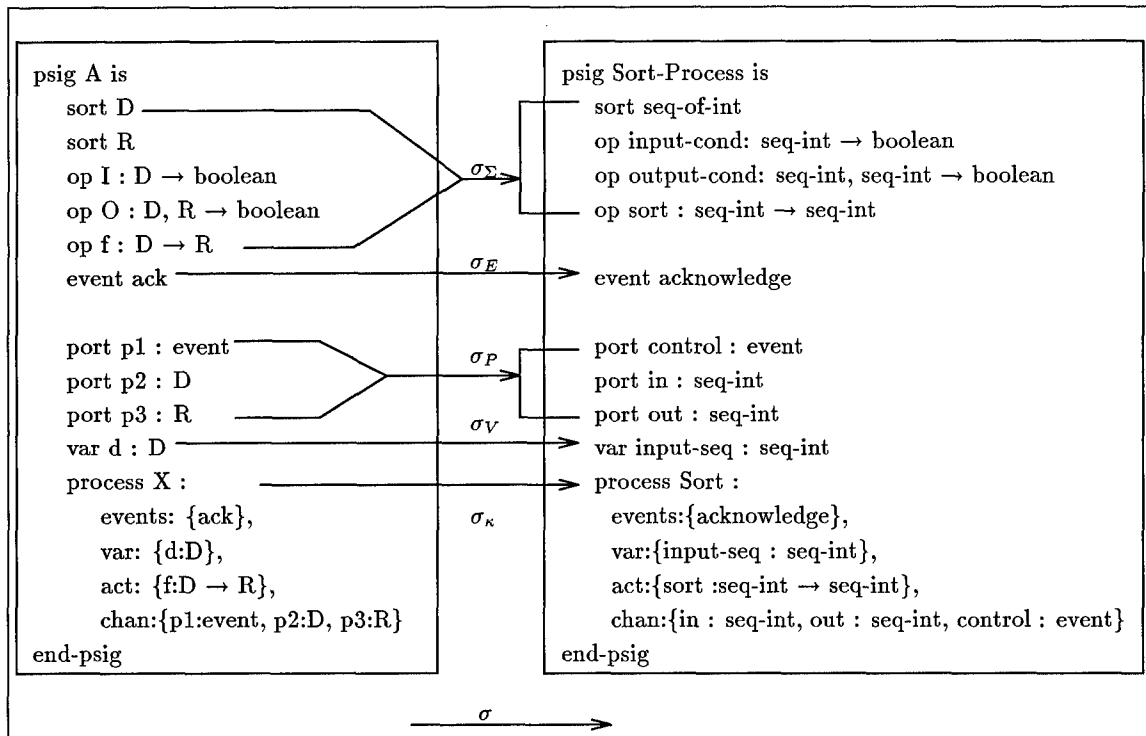 psig A is
sort D
sort R
op I : D → boolean
op O : D, R → boolean
op f : D → R
event ack
port p1 : event
port p2 : D
port p3 : R
var d : D
process X :
events: {ack},
var: {d:D},
act: {f:D → R},
chan:{p1:event, p2:D, p3:R}
end-psig
σ_Σ
σ_E
σ_P
σ_V
σ_κ
psig Sort-Process is
sort seq-of-int
op input-cond: seq-int → boolean
op output-cond: seq-int, seq-int → boolean
op sort : seq-int → seq-int
event acknowledge
port control : event
port in : seq-int
port out : seq-int
var input-seq : seq-int
process Sort :
events:{acknowledge},
var:{input-seq : seq-int},
act:{sort :seq-int → seq-int},
chan:{in : seq-int, out : seq-int, control : event}
end-psig
σ